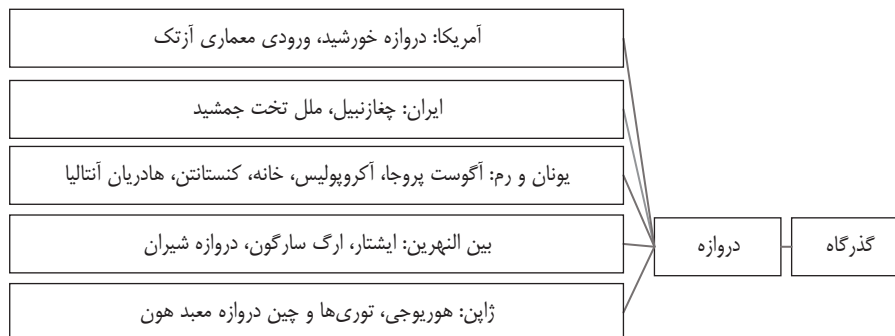 آمریکا: دروازه خورشید، ورودی معماری آزتک
ایران: چغازنبیل، ملل تخت جمشید
یونان و رم: آگوست پروجا، آکروپولیس، خانه، کنستانتن، هادریان آنتالیا
بین النهرین: ایشتار، ارگ سارگون، دروازه شیران
ژاپن: هوریوجی، توری‌ها و چین دروازه معبد هون
دروازه
گذرگاه